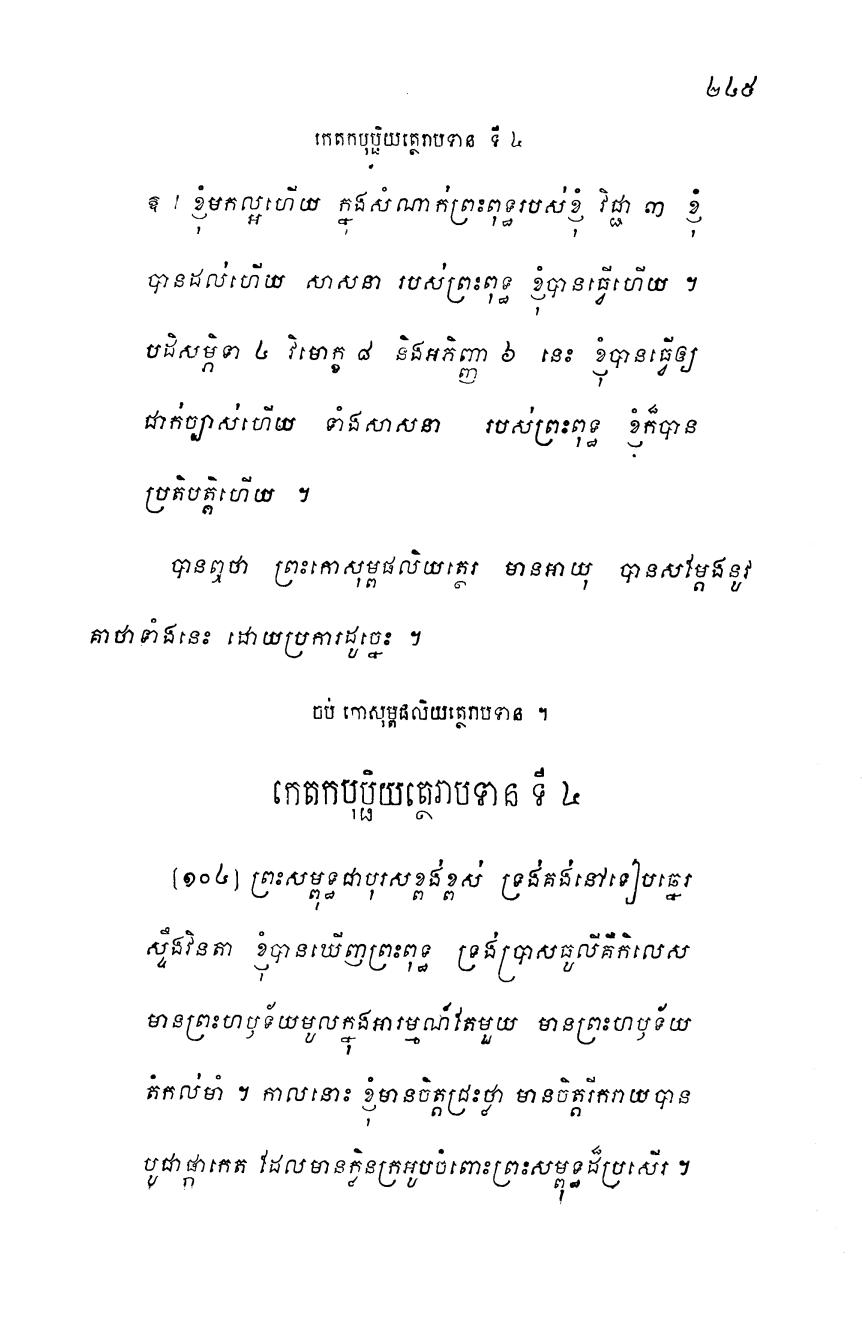 ២៤៥
កេតកបុប្ផិយត្ថេរាបទាន ទី ៤
ឱ ! ខ្ញុំមកល្អហើយ ក្នុងសំណាក់ព្រះពុទ្ធរបស់ខ្ញុំ វិជ្ជា ៣ ខ្ញុំ
បានដល់ហើយ សាសនា របស់ព្រះពុទ្ធ ខ្ញុំបានធ្វើហើយ ។
បដិសម្ភិទា ៤ វិមោក្ខ ៨ និងអភិញ្ញា ៦ នេះ ខ្ញុំបានធ្វើឲ្យ
ជាក់ច្បាស់ហើយ ទាំងសាសនា របស់ព្រះពុទ្ធ ខ្ញុំក៏បាន
ប្រតិបត្តិហើយ ។
បានឮថា ព្រះកោសុម្ពផលិយត្ថេរ មានអាយុ បានសម្ដែងនូវ
គាថាទាំងនេះ ដោយប្រការដូច្នេះ ។
ចប់ កោសុម្ពផលិយត្ថេរាបទាន ។
កេតកបុប្ផិយត្ថេរាបទាន ទី ៤
[១០៤] ព្រះសម្ពុទ្ធជាបុរសខ្ពង់ខ្ពស់ ទ្រង់គង់នៅទៀបឆ្នេរ
ស្ទឹងវិនតា ខ្ញុំបានឃើញព្រះពុទ្ធ ទ្រង់ប្រាសធូលីគឺកិលេស
មានព្រះហឫទ័យមូលក្នុងអារម្មណ៍តែមួយ មានព្រះហឫទ័យ
តំកល់មាំ ។ កាលនោះ ខ្ញុំមានចិត្តជ្រះថ្លា មានចិត្តរីករាយបាន
បូជាផ្កាកេត ដែលមានក្លិនក្រអូបចំពោះព្រះសម្ពុទ្ធដ៏ប្រសើរ ។